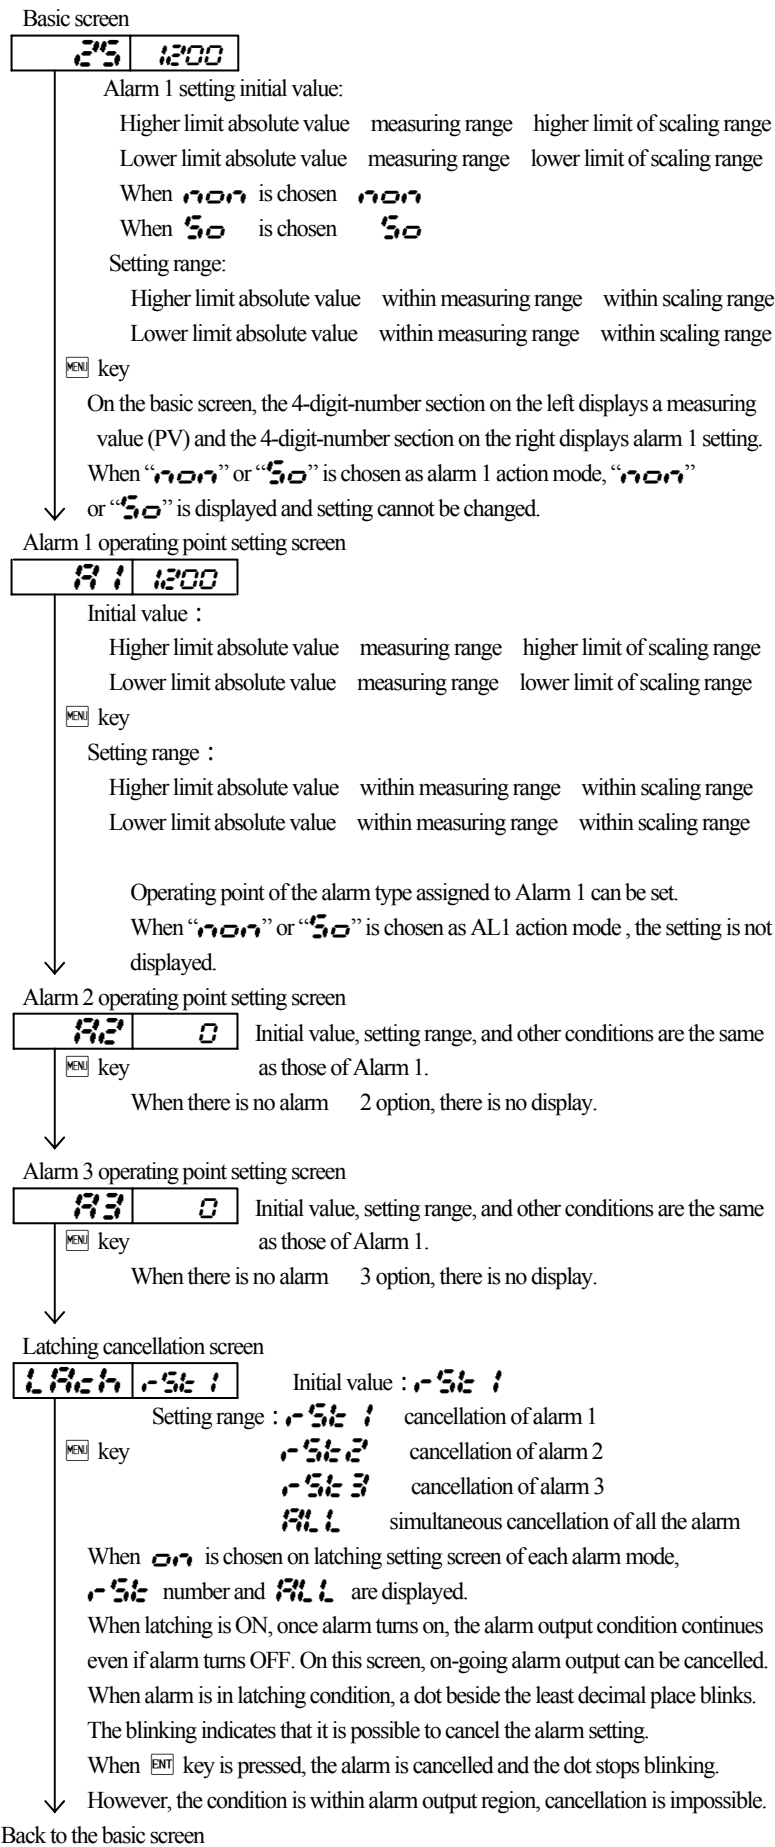 Basic screen
25 1200
Alarm 1 setting initial value:
Higher limit absolute value measuring range higher limit of scaling range
Lower limit absolute value measuring range lower limit of scaling range
When non is chosen non
When So is chosen So
Setting range:
Higher limit absolute value within measuring range within scaling range
Lower limit absolute value within measuring range within scaling range
MENU key
On the basic screen, the 4-digit-number section on the left displays a measuring
value (PV) and the 4-digit-number section on the right displays alarm 1 setting.
When “non” or “So” is chosen as alarm 1 action mode, “non”
or “So” is displayed and setting cannot be changed.
Alarm 1 operating point setting screen
A1 1200
Initial value :
Higher limit absolute value measuring range higher limit of scaling range
Lower limit absolute value measuring range lower limit of scaling range
MENU key
Setting range :
Higher limit absolute value within measuring range within scaling range
Lower limit absolute value within measuring range within scaling range
Operating point of the alarm type assigned to Alarm 1 can be set.
When “non” or “So” is chosen as AL1 action mode , the setting is not
displayed.
Alarm 2 operating point setting screen
A2 0 Initial value, setting range, and other conditions are the same
MENU key as those of Alarm 1.
When there is no alarm 2 option, there is no display.
Alarm 3 operating point setting screen
A3 0 Initial value, setting range, and other conditions are the same
MENU key as those of Alarm 1.
When there is no alarm 3 option, there is no display.
Latching cancellation screen
LAch rSt1 Initial value : rSt1
Setting range : rSt1 cancellation of alarm 1
MENU key rSt2 cancellation of alarm 2
rSt3 cancellation of alarm 3
ALL simultaneous cancellation of all the alarm
When on is chosen on latching setting screen of each alarm mode,
rSt number and ALL are displayed.
When latching is ON, once alarm turns on, the alarm output condition continues
even if alarm turns OFF. On this screen, on-going alarm output can be cancelled.
When alarm is in latching condition, a dot beside the least decimal place blinks.
The blinking indicates that it is possible to cancel the alarm setting.
When ENT key is pressed, the alarm is cancelled and the dot stops blinking.
However, the condition is within alarm output region, cancellation is impossible.
Back to the basic screen